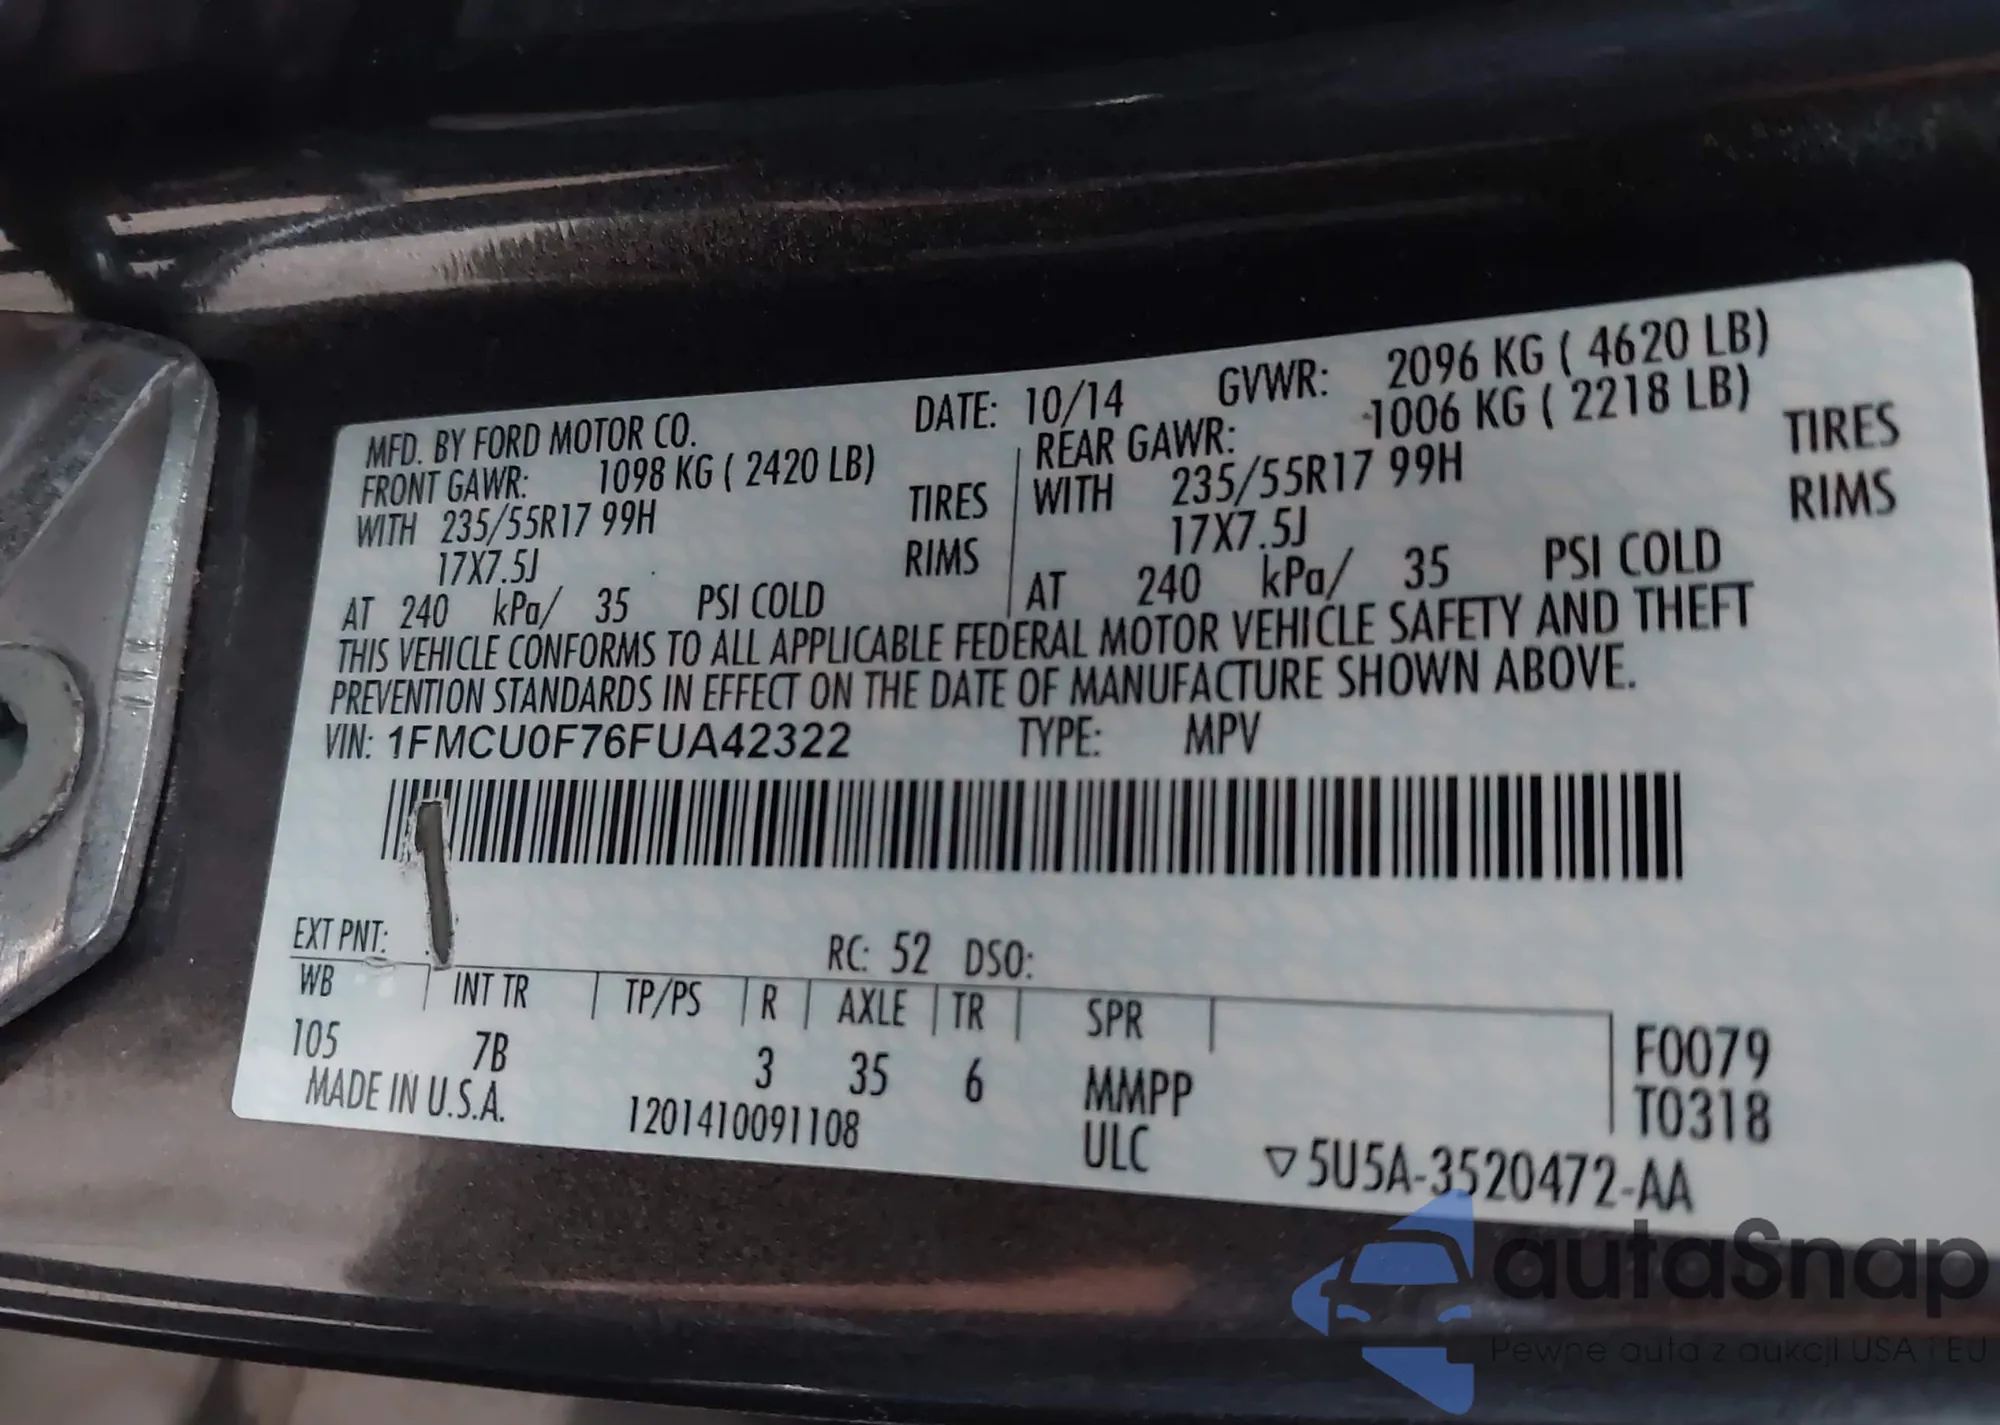 MFD. BY FORD MOTOR CO. DATE: 10/14 GVWR: 2096 KG ( 4620 LB)
FRONT GAWR: 1098 KG ( 2420 LB) REAR GAWR: 1006 KG ( 2218 LB)
WITH 235/55R17 99H TIRES WITH 235/55R17 99H TIRES
17X7.5J RIMS 17X7.5J RIMS
AT 240 kPa/ 35 PSI COLD AT 240 kPa/ 35 PSI COLD
THIS VEHICLE CONFORMS TO ALL APPLICABLE FEDERAL MOTOR VEHICLE SAFETY AND THEFT
PREVENTION STANDARDS IN EFFECT ON THE DATE OF MANUFACTURE SHOWN ABOVE.
VIN: 1FMCU0F76FUA42322 TYPE: MPV
EXT PNT: RC: 52 DSO:
WB INT TR TP/PS R AXLE TR SPR F0079
105 7B 3 35 6 MMPP T0318
MADE IN U.S.A. 1201410091108 ULC ▽5U5A-3520472-AA
autaSnap
Pewne auta z aukcji USA i EU